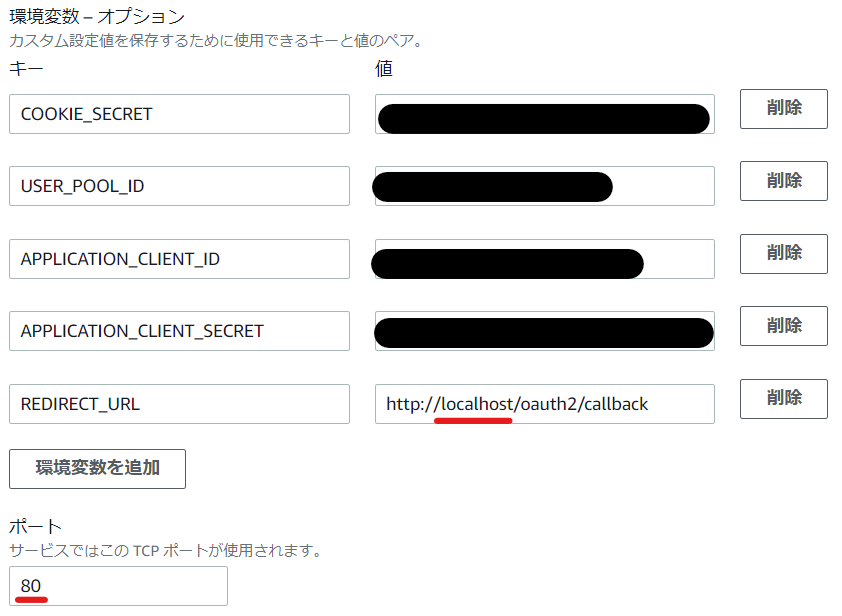 環境変数 – オプション
カスタム設定値を保存するために使用できるキーと値のペア。
キー 値
COOKIE_SECRET 削除
USER_POOL_ID 削除
APPLICATION_CLIENT_ID 削除
APPLICATION_CLIENT_SECRET 削除
REDIRECT_URL http://localhost/oauth2/callback 削除
環境変数を追加
ポート
サービスではこの TCP ポートが使用されます。
80